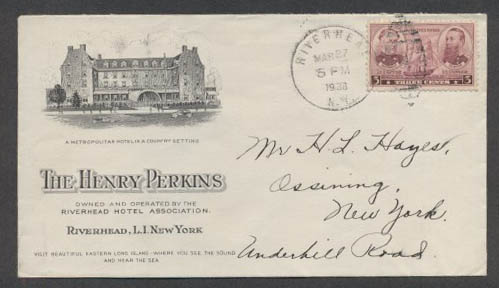 RIVERHEAD
MAR 27
5 PM
1938
N.Y.
3 THREE CENTS 3
A METROPOLITAN HOTEL IN A COUNTRY SETTING
THE HENRY PERKINS
OWNED AND OPERATED BY THE
RIVERHEAD HOTEL ASSOCIATION.
RIVERHEAD, L.I. NEW YORK
VISIT BEAUTIFUL EASTERN LONG ISLAND - WHERE YOU SEE THE SOUND
AND HEAR THE SEA
Mr H. L. Hayes,
Ossining,
New York.
Underhill Road.